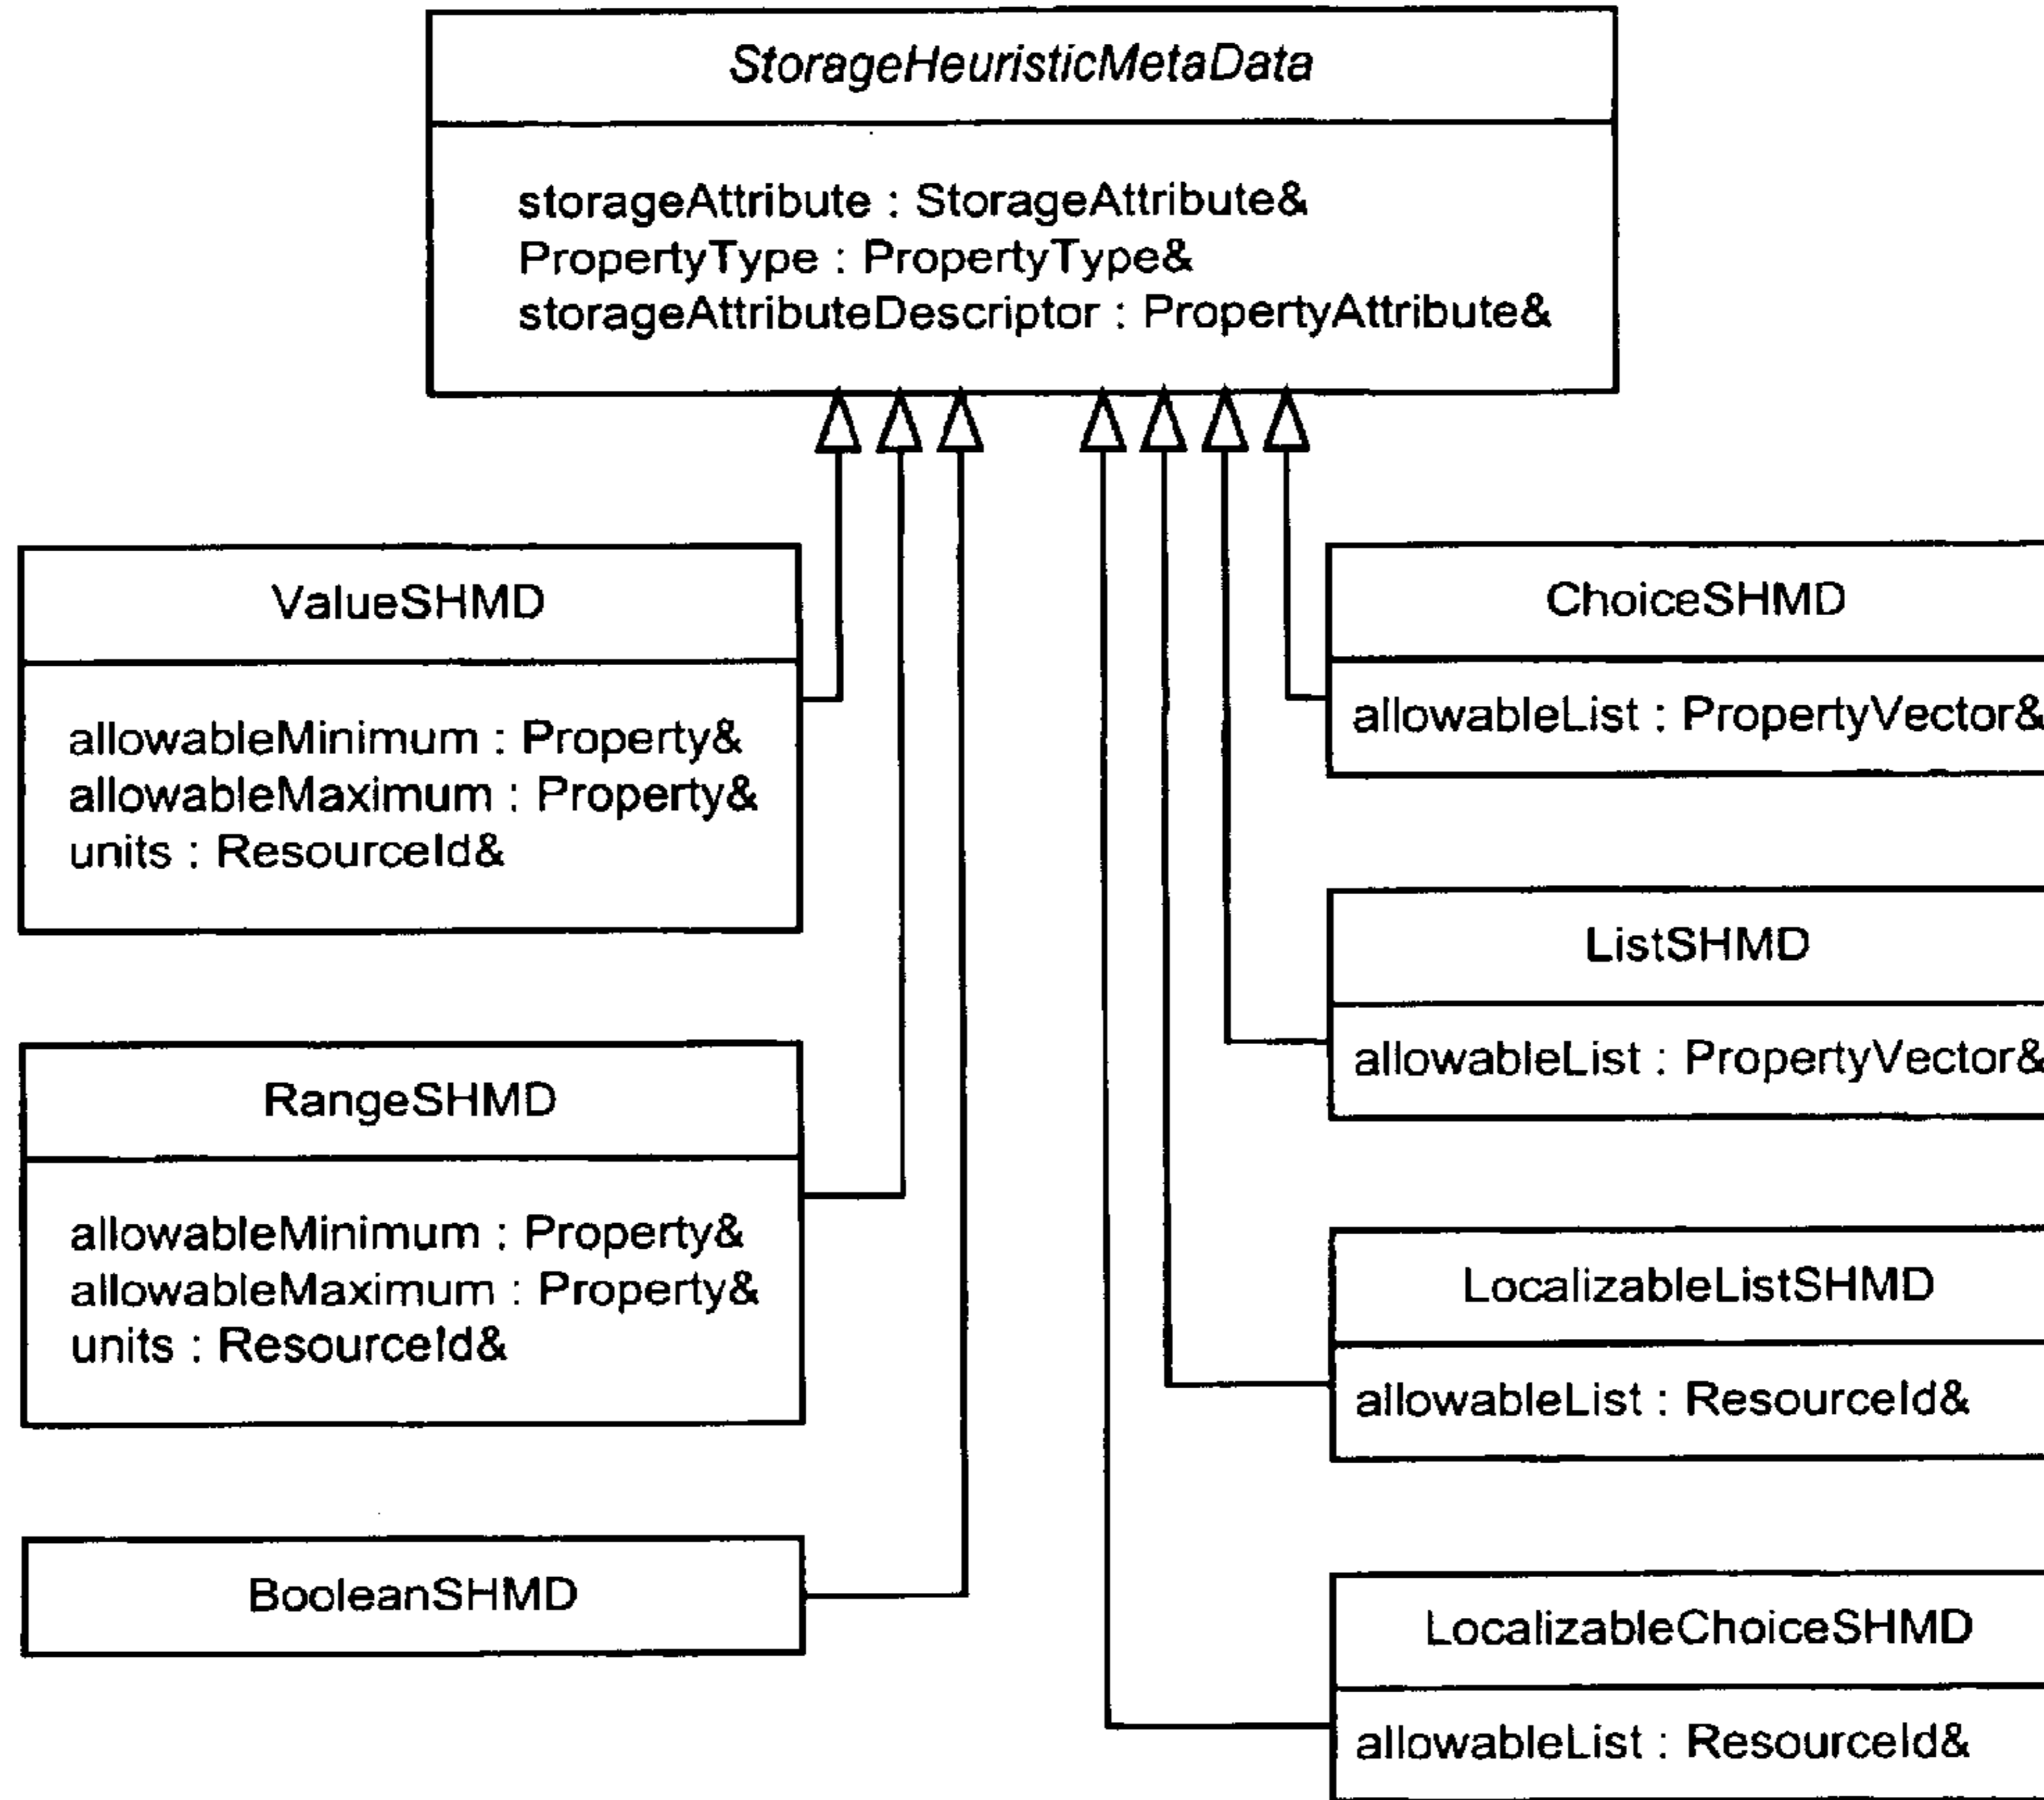 StorageHeuristicMetaData
storageAttribute : StorageAttribute&
PropertyType : PropertyType&
storageAttributeDescriptor : PropertyAttribute&
ValueSHMD
allowableMinimum : Property&
allowableMaximum : Property&
units : ResourceId&
RangeSHMD
allowableMinimum : Property&
allowableMaximum : Property&
units : ResourceId&
BooleanSHMD
ChoiceSHMD
allowableList : PropertyVector&
ListSHMD
allowableList : PropertyVector&
LocalizableListSHMD
allowableList : ResourceId&
LocalizableChoiceSHMD
allowableList : ResourceId&